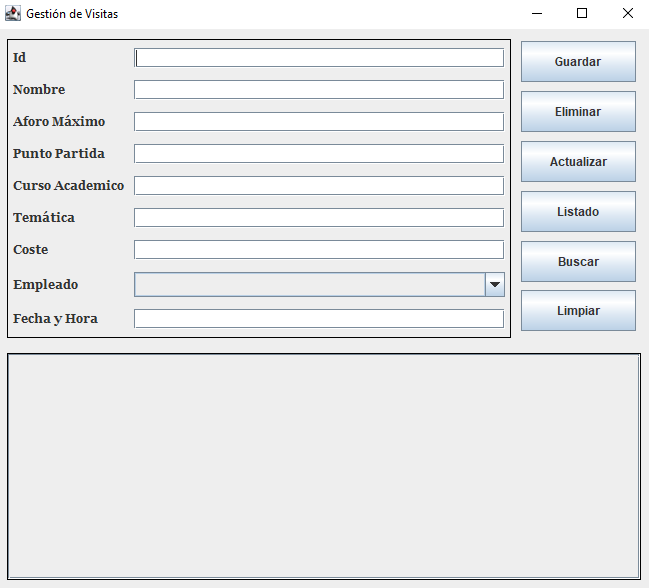 Gestión de Visitas
Id
Nombre
Aforo Máximo
Punto Partida
Curso Academico
Temática
Coste
Empleado
Fecha y Hora
Guardar
Eliminar
Actualizar
Listado
Buscar
Limpiar